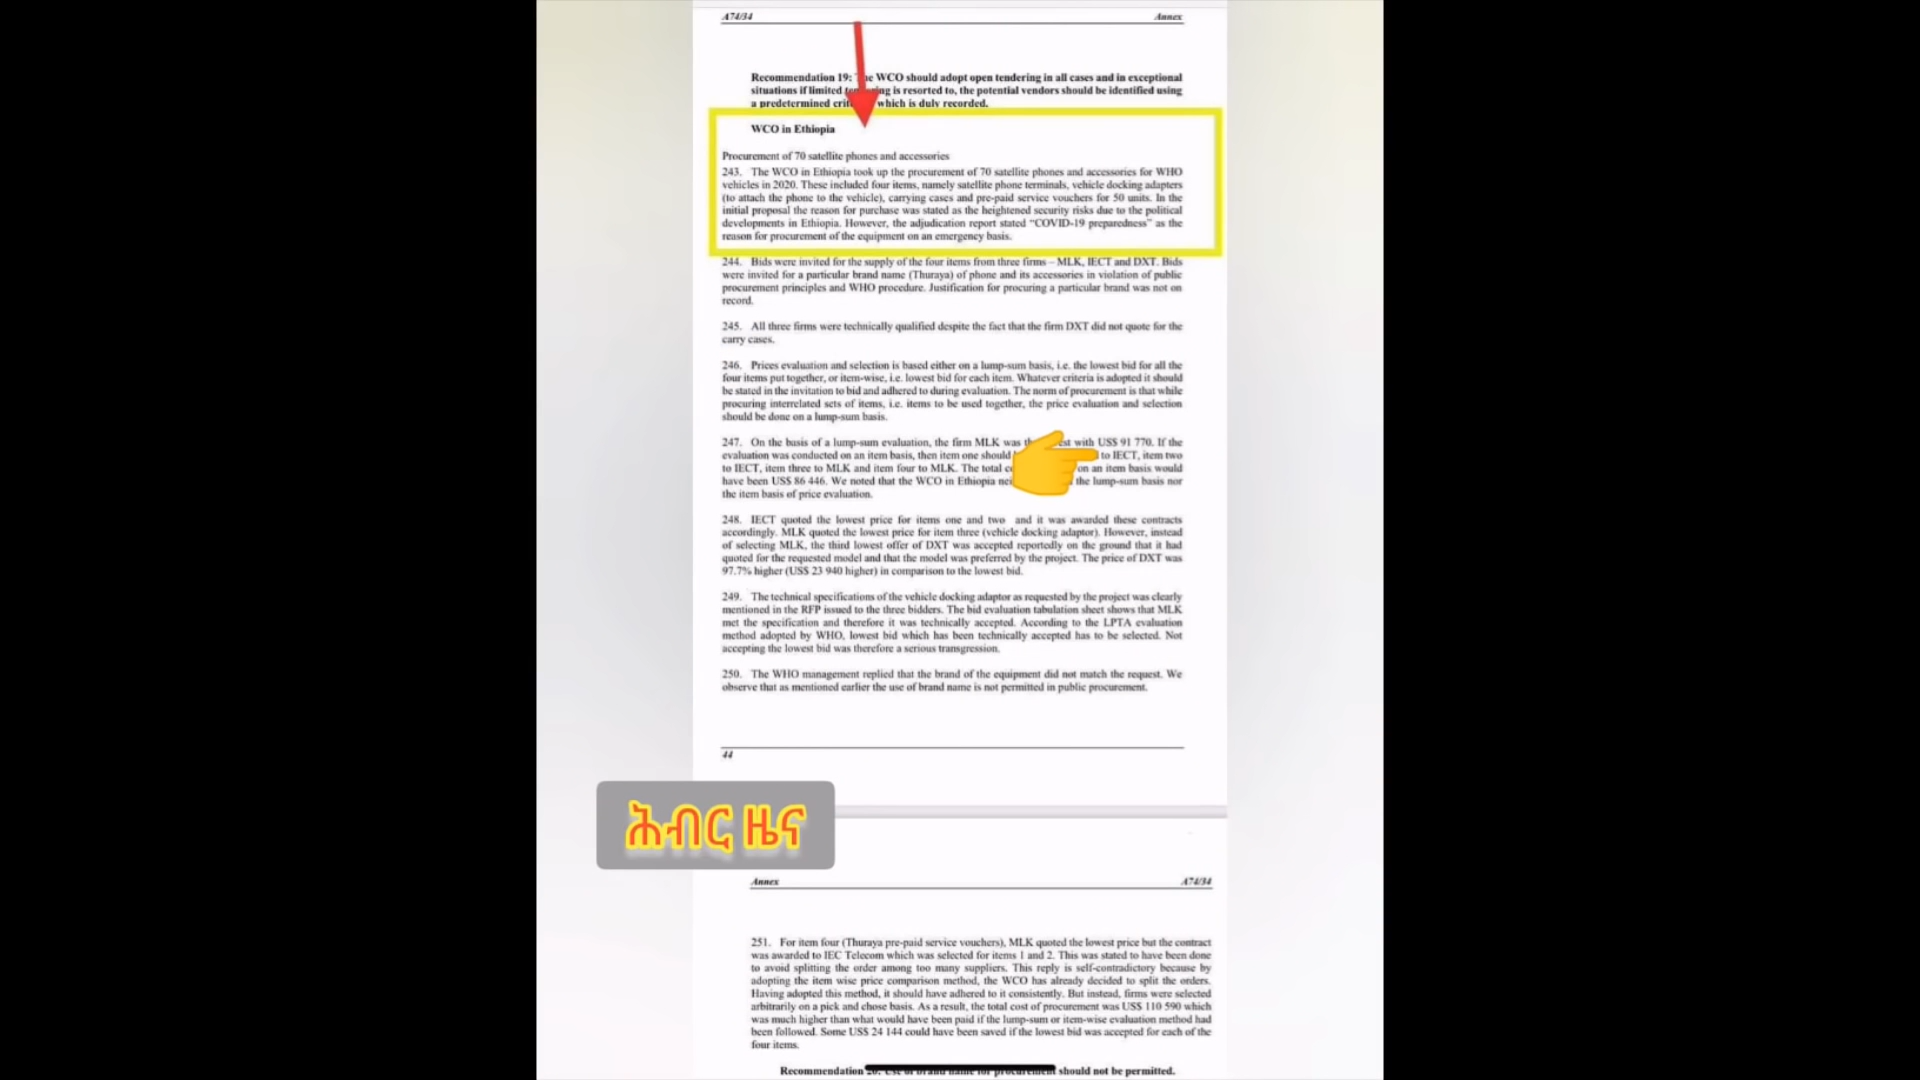 A74/34 Annex
Recommendation 19: The WCO should adopt open tendering in all cases and in exceptional
situations if limited tendering is resorted to, the potential vendors should be identified using
a predetermined which is duly recorded.
WCO in Ethiopia
Procurement of 70 satellite phones and accessories
243. The WCO in Ethiopia took up the procurement of 70 satellite phones and accessories for WHO
vehicles in 2020. These included four items, namely satellite phone terminals, vehicle docking adapters
(to attach the phone to the vehicle), carrying cases and pre-paid service vouchers for 50 units. In the
initial proposal the reason for purchase was stated as the heightened security risks due to the political
developments in Ethiopia. However, the adjudication report stated “COVID-19 preparedness” as the
reason for procurement of the equipment on an emergency basis.
244. Bids were invited for the supply of the four items from three firms – MLK, IECT and DXT. Bids
were invited for a particular brand name (Thuraya) of phone and its accessories in violation of public
procurement principles and WHO procedure. Justification for procuring a particular brand was not on
record.
245. All three firms were technically qualified despite the fact that the firm DXT did not quote for the
carry cases.
246. Prices evaluation and selection is based either on a lump-sum basis, i.e. the lowest bid for all the
four items put together, or item-wise, i.e. lowest bid for each item. Whatever criteria is adopted it should
be stated in the invitation to bid and adhered to during evaluation. The norm of procurement is that while
procuring interrelated sets of items, i.e. items to be used together, the price evaluation and selection
should be done on a lump-sum basis.
247. On the basis of a lump-sum evaluation, the firm MLK was with US$ 91 770. If the
evaluation was conducted on an item basis, then item one should to IECT, item two
to IECT, item three to MLK and item four to MLK. The total on an item basis would
have been US$ 86 446. We noted that the WCO in Ethiopia the lump-sum basis nor
the item basis of price evaluation.
248. IECT quoted the lowest price for items one and two and it was awarded these contracts
accordingly. MLK quoted the lowest price for item three (vehicle docking adaptor). However, instead
of selecting MLK, the third lowest offer of DXT was accepted reportedly on the ground that it had
quoted for the requested model and that the model was preferred by the project. The price of DXT was
97.7% higher (US$ 23 940 higher) in comparison to the lowest bid.
249. The technical specifications of the vehicle docking adaptor as requested by the project was clearly
mentioned in the RFP issued to the three bidders. The bid evaluation tabulation sheet shows that MLK
met the specification and therefore it was technically accepted. According to the LPTA evaluation
method adopted by WHO, lowest bid which has been technically accepted has to be selected. Not
accepting the lowest bid was therefore a serious transgression.
250. The WHO management replied that the brand of the equipment did not match the request. We
observe that as mentioned earlier the use of brand name is not permitted in public procurement.
44
ሕብር ዜና
Annex A74/34
251. For item four (Thuraya pre-paid service vouchers), MLK quoted the lowest price but the contract
was awarded to IEC Telecom which was selected for items 1 and 2. This was stated to have been done
to avoid splitting the order among too many suppliers. This reply is self-contradictory because by
adopting the item wise price comparison method, the WCO has already decided to split the orders.
Having adopted this method, it should have adhered to it consistently. But instead, firms were selected
arbitrarily on a pick and chose basis. As a result, the total cost of procurement was US$ 110 590 which
was much higher than what would have been paid if the lump-sum or item-wise evaluation method had
been followed. Some US$ 24 144 could have been saved if the lowest bid was accepted for each of the
four items.
Recommendation 20: Use of brand name for procurement should not be permitted.